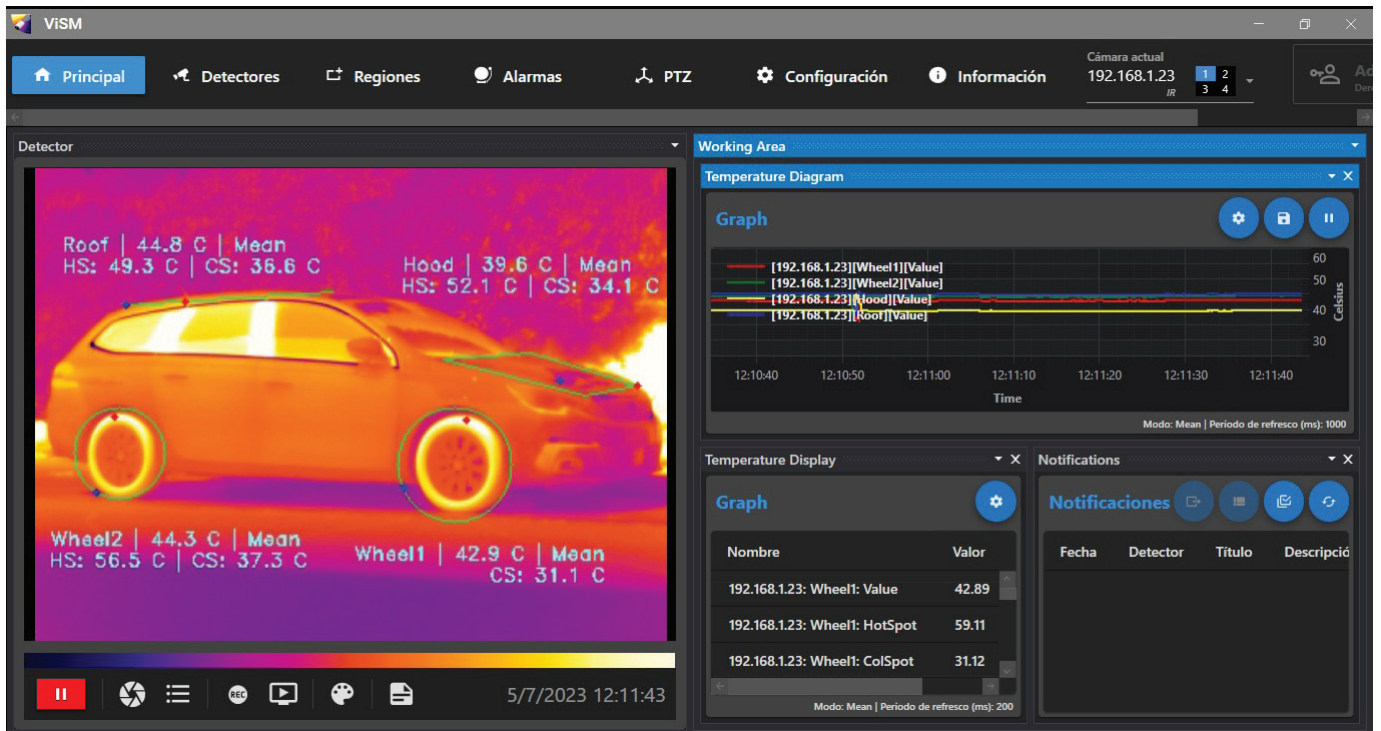 ViSM
Principal
Detectores
Regiones
Alarmas
PTZ
Configuración
Información
Cámara actual
192.168.1.23
IR
1 2
3 4
Detector
Roof | 44.8 C | Mean
HS: 49.3 C | CS: 36.6 C
Hood | 39.6 C | Mean
HS: 52.1 C | CS: 34.1 C
Wheel2 | 44.3 C | Mean
HS: 56.5 C | CS: 37.3 C
Wheel1 | 42.9 C | Mean
CS: 31.1 C
REC
5/7/2023 12:11:43
Working Area
Temperature Diagram
Graph
[192.168.1.23][Wheel1][Value]
[192.168.1.23][Wheel2][Value]
[192.168.1.23][Hood][Value]
[192.168.1.23][Roof][Value]
60
50
40
30
Celsius
12:10:40 12:10:50 12:11:00 12:11:10 12:11:20 12:11:30 12:11:40
Time
Modo: Mean | Periodo de refresco (ms): 1000
Temperature Display
Graph
Nombre Valor
192.168.1.23: Wheel1: Value 42.89
192.168.1.23: Wheel1: HotSpot 59.11
192.168.1.23: Wheel1: ColSpot 31.12
Modo: Mean | Periodo de refresco (ms): 200
Notifications
Notificaciones
Fecha Detector Título Descripció